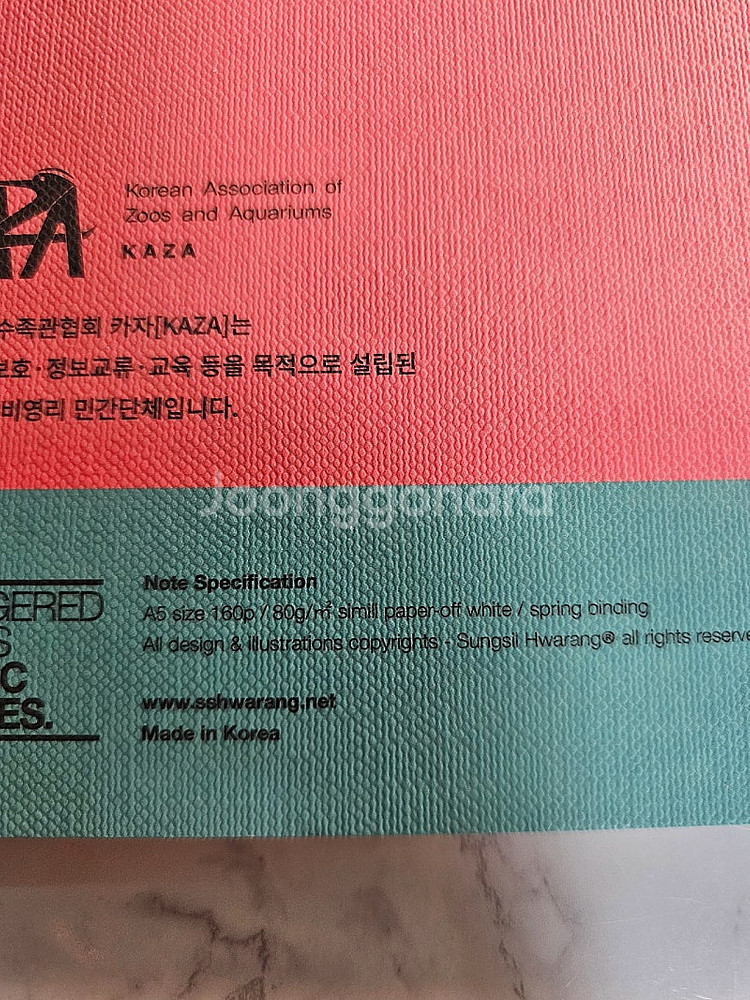 Korean Association of
Zoos and Aquariums
KAZA
수족관협회 카자[KAZA]는
보호·정보교류·교육 등을 목적으로 설립된
비영리 민간단체입니다.
Joonggonara
GERED
S
C
ES.
Note Specification
A5 size 160p / 80g/㎡ simili paper-off white / spring binding
All design & illustrations copyrights - Sungsil Hwarang® all rights reserve
www.sshwarang.net
Made in Korea